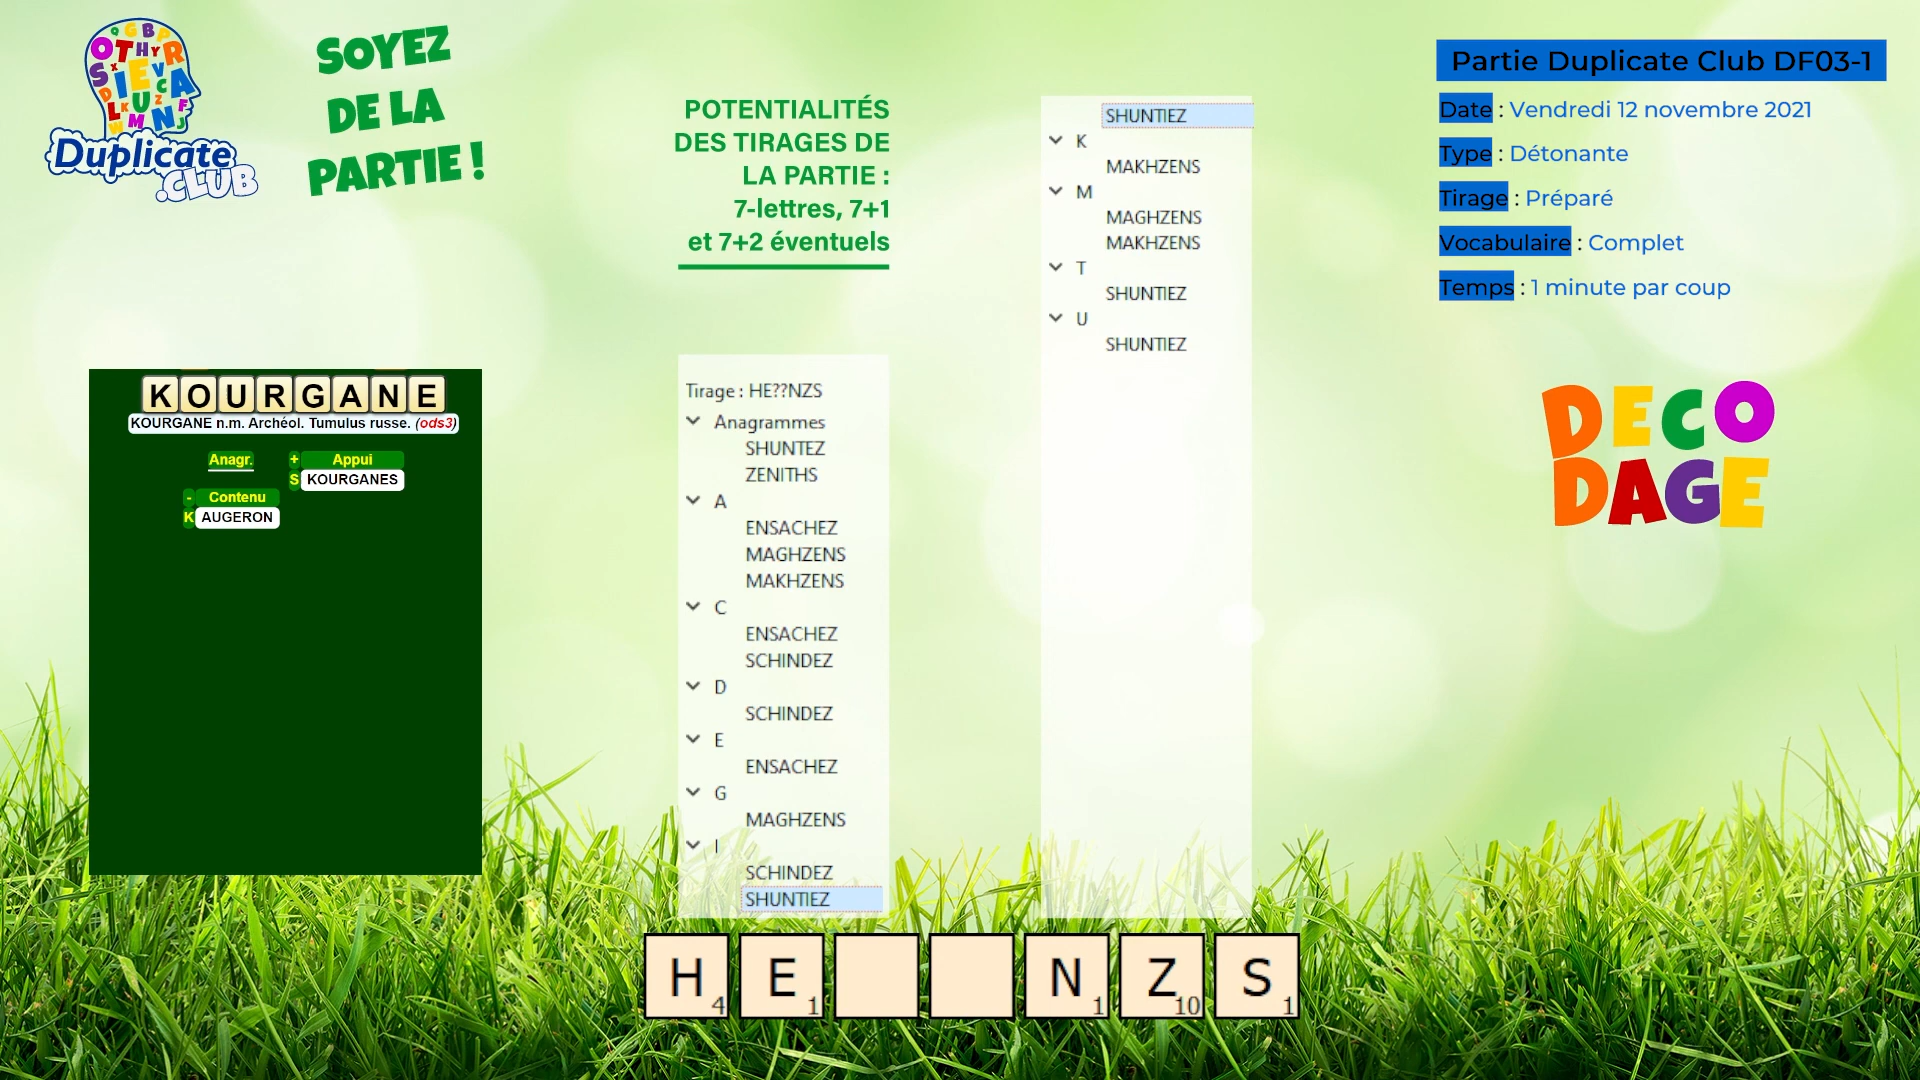 Duplicate
.CLUB
SOYEZ
DE LA
PARTIE !
POTENTIALITÉS
DES TIRAGES DE
LA PARTIE :
7-lettres, 7+1
et 7+2 éventuels
Partie Duplicate Club DF03-1
Date : Vendredi 12 novembre 2021
Type : Détonante
Tirage : Préparé
Vocabulaire : Complet
Temps : 1 minute par coup
KOURGANE
KOURGANE n.m. Archéol. Tumulus russe. (ods3)
Anagr.
+ Appui
S KOURGANES
- Contenu
K AUGERON
Tirage : HE??NZS
Anagrammes
SHUNTEZ
ZENITHS
A
ENSACHEZ
MAGHZENS
MAKHZENS
C
ENSACHEZ
SCHINDEZ
D
SCHINDEZ
E
ENSACHEZ
G
MAGHZENS
I
SCHINDEZ
SHUNTIEZ
SHUNTIEZ
K
MAKHZENS
M
MAGHZENS
MAKHZENS
T
SHUNTIEZ
U
SHUNTIEZ
DECO
DAGE
H4 E1 N1 Z10 S1